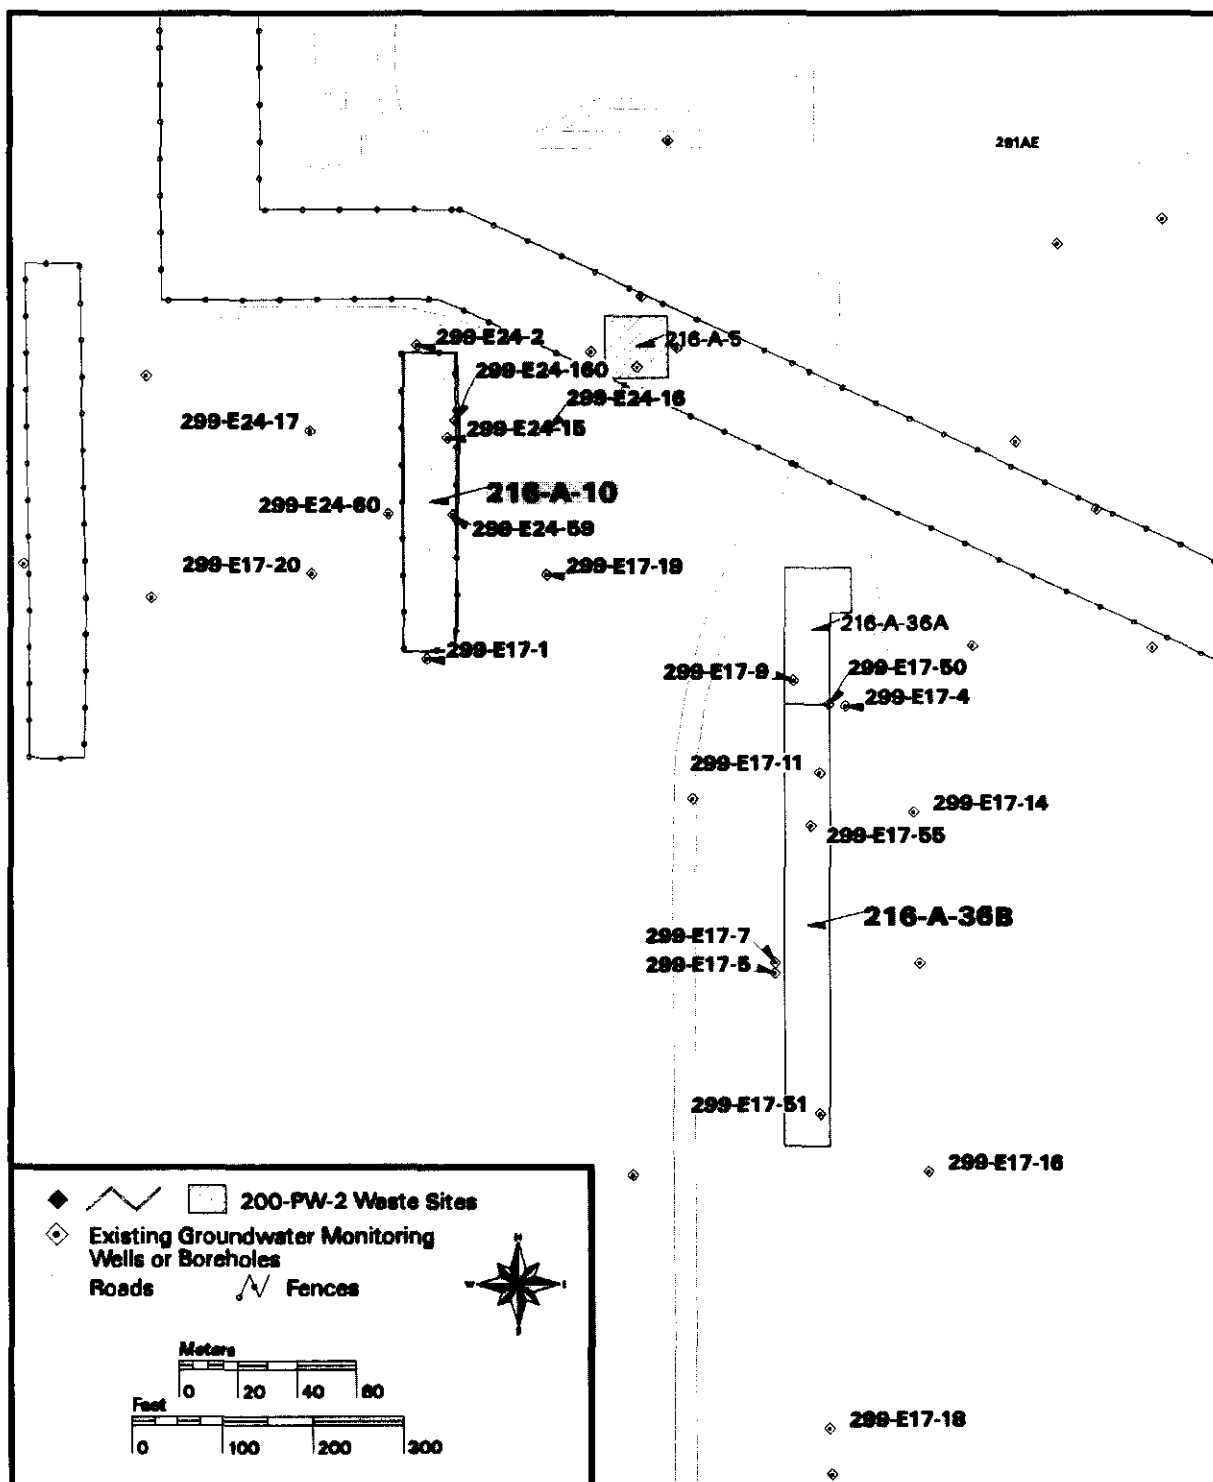 291AE
299-E24-2
216-A-5
299-E24-160
299-E24-16
299-E24-17
299-E24-15
216-A-10
299-E24-60
299-E24-59
299-E17-20
299-E17-19
216-A-36A
299-E17-1
299-E17-9
299-E17-50
299-E17-4
299-E17-11
299-E17-14
299-E17-55
216-A-36B
299-E17-7
299-E17-5
299-E17-51
299-E17-16
200-PW-2 Waste Sites
Existing Groundwater Monitoring
Wells or Boreholes
Roads Fences
N
W E
S
Meters
0 20 40 60
Feet
0 100 200 300
299-E17-18